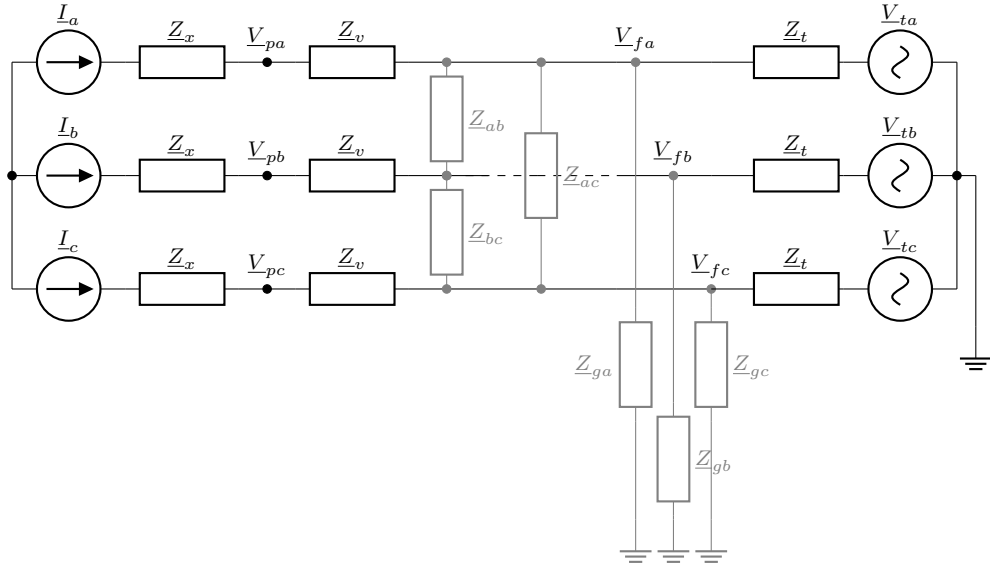 I_a
Z_x
V_pa
Z_v
V_fa
Z_t
V_ta
Z_ab
I_b
Z_x
V_pb
Z_v
Z_ac
V_fb
Z_t
V_tb
Z_bc
I_c
Z_x
V_pc
Z_v
V_fc
Z_t
V_tc
Z_ga
Z_gc
Z_gb